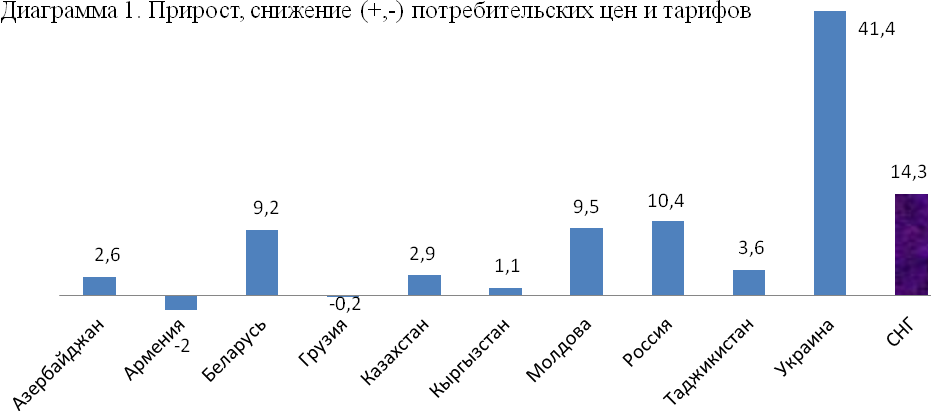 Диаграмма 1. Прирост, снижение (+,-) потребительских цен и тарифов
41,4
14,3
10,4
9,5
9,2
3,6
2,9
2,6
1,1
-0,2
-2
Азербайджан
Армения
Беларусь
Грузия
Казахстан
Кыргызстан
Молдова
Россия
Таджикистан
Украина
СНГ